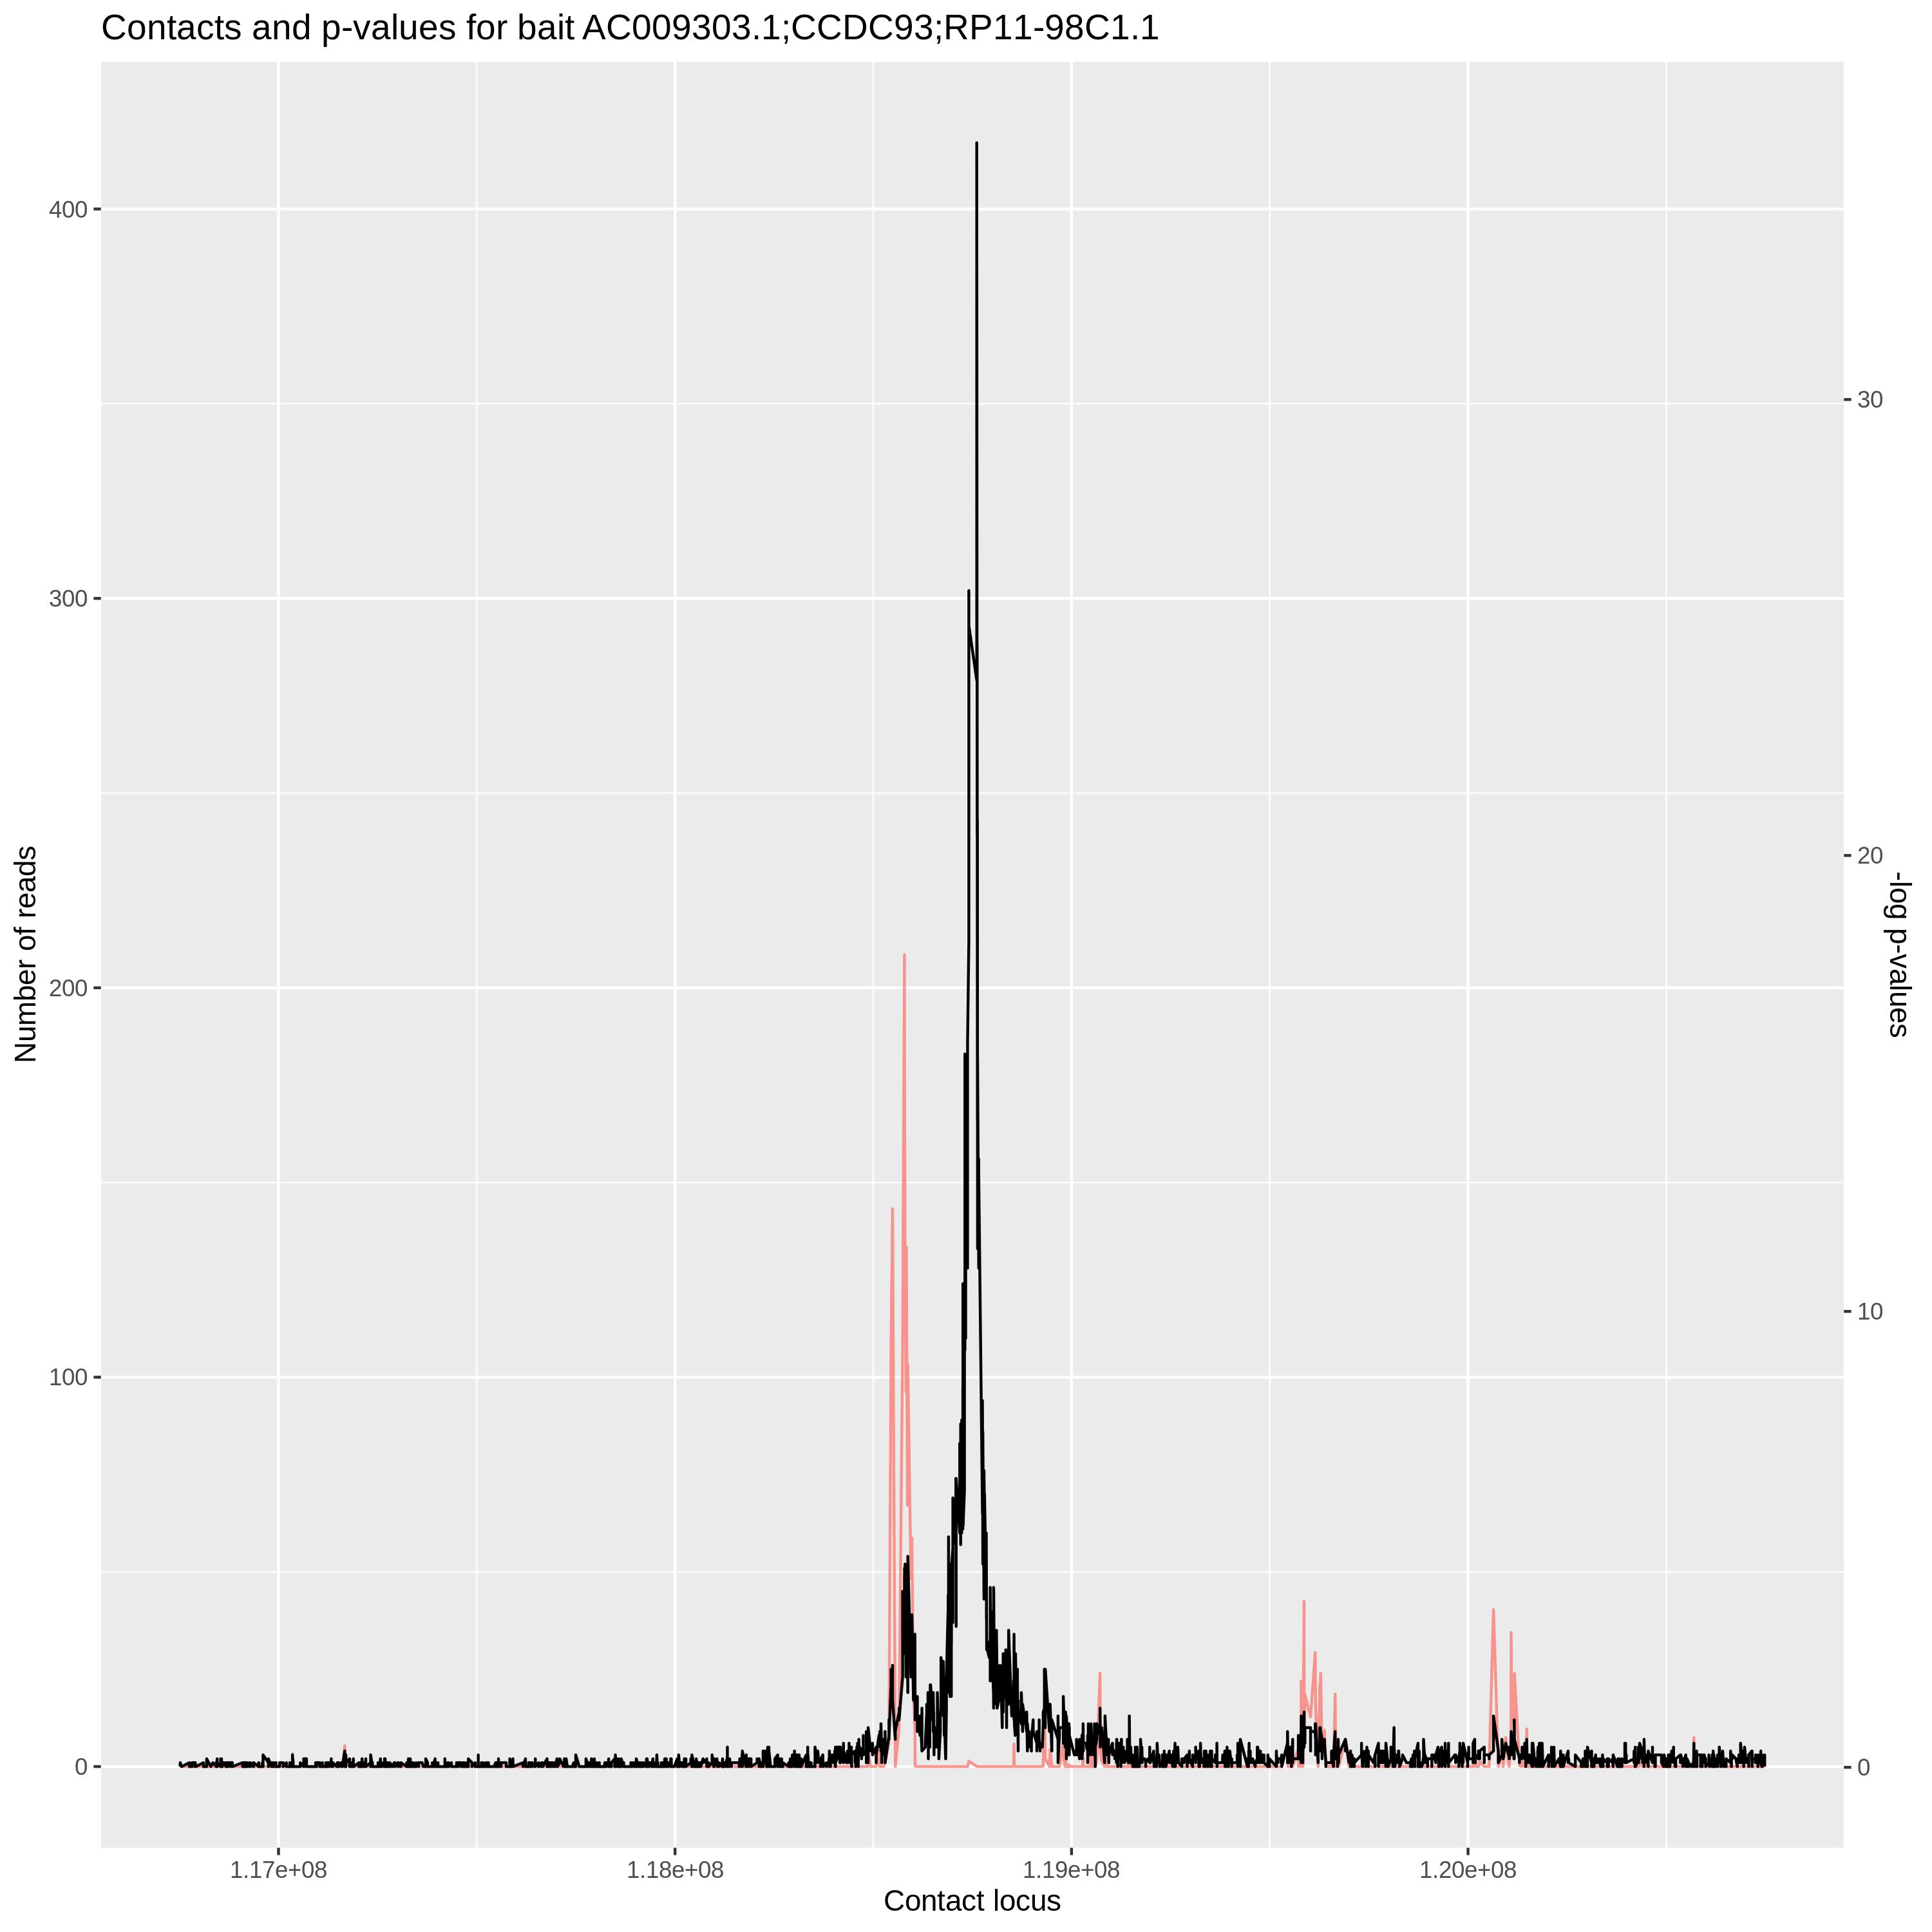 Contacts and p-values for bait AC009303.1;CCDC93;RP11-98C1.1
Number of reads
400
300
200
100
0
30
20
10
0
-log p-values
1.17e+08
1.18e+08
1.19e+08
1.20e+08
Contact locus